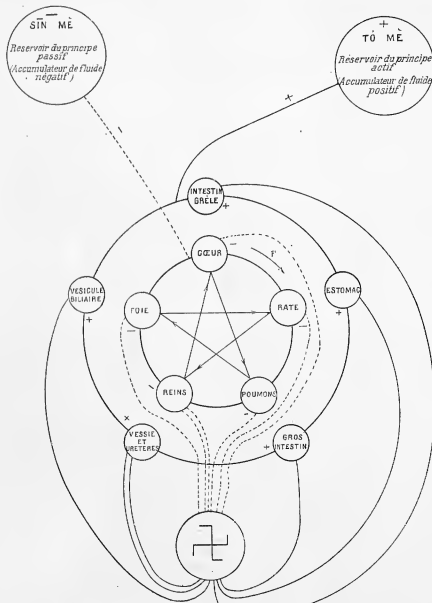 −
SIN MÈ
Réservoir du principe
passif
(Accumulateur de fluide
négatif)
+
TÓ MÈ
Réservoir du principe
actif
(Accumulateur de fluide
positif)
INTESTIN
GRÊLE
CŒUR
F
VÉSICULE
BILIAIRE
ESTOMAC
FOIE
RATE
REINS
POUMONS
VESSIE
ET
URETÈRES
GROS
INTESTIN